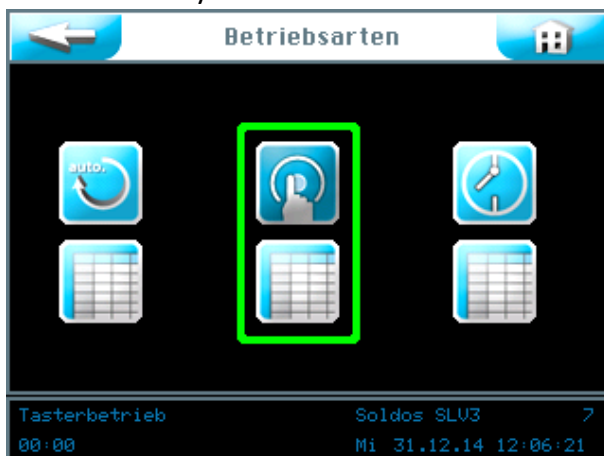 Betriebsarten
auto.
Tasterbetrieb
Soldos SLV3 7
00:00
Mi 31.12.14 12:06:21